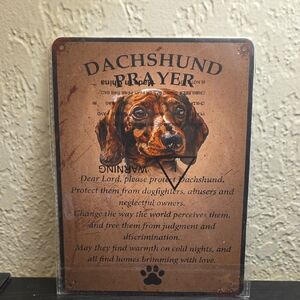 DACHSHUND
PRAYER
WARNING
Dear Lord, please protect Dachshund.
Protect them from dogfighters, abusers and
neglectful owners.
Change the way the world perceives them,
and free them from judgment and
discrimination.
May they find warmth on cold nights, and
all find homes brimming with love.